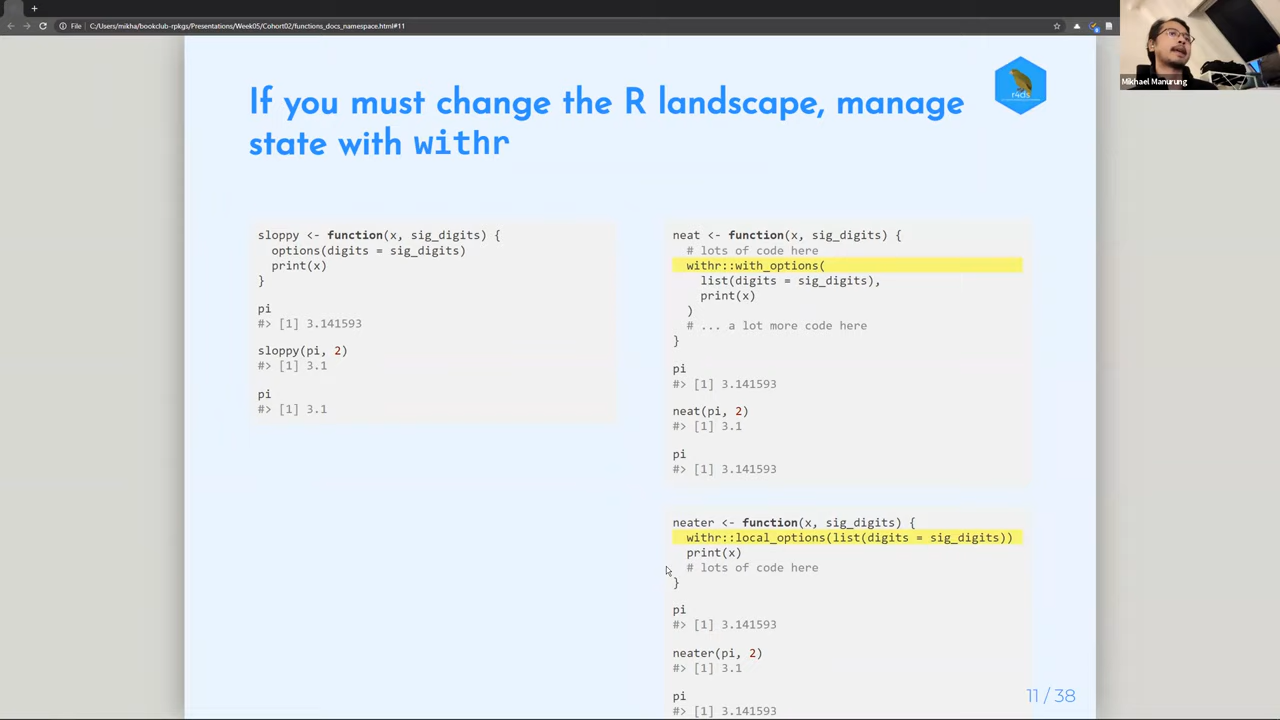 File
C:/Users/mikha/bookclub-rpkgs/Presentations/Week05/Cohort02/functions_docs_namespace.html#11
Mikhael Manurung
r4ds
If you must change the R landscape, manage
state with withr
sloppy <- function(x, sig_digits) {
options(digits = sig_digits)
print(x)
}
pi
#> [1] 3.141593
sloppy(pi, 2)
#> [1] 3.1
pi
#> [1] 3.1
neat <- function(x, sig_digits) {
# lots of code here
withr::with_options(
list(digits = sig_digits),
print(x)
)
# ... a lot more code here
}
pi
#> [1] 3.141593
neat(pi, 2)
#> [1] 3.1
pi
#> [1] 3.141593
neater <- function(x, sig_digits) {
withr::local_options(list(digits = sig_digits))
print(x)
# lots of code here
}
pi
#> [1] 3.141593
neater(pi, 2)
#> [1] 3.1
pi
#> [1] 3.141593
11 / 38